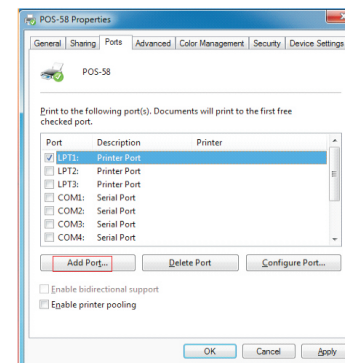 POS-58 Properties
General Sharing Ports Advanced Color Management Security Device Settings
POS-58
Print to the following port(s). Documents will print to the first free
checked port.
Port Description Printer
LPT1: Printer Port
LPT2: Printer Port
LPT3: Printer Port
COM1: Serial Port
COM2: Serial Port
COM3: Serial Port
COM4: Serial Port
Add Port... Delete Port Configure Port...
Enable bidirectional support
Enable printer pooling
OK Cancel Apply